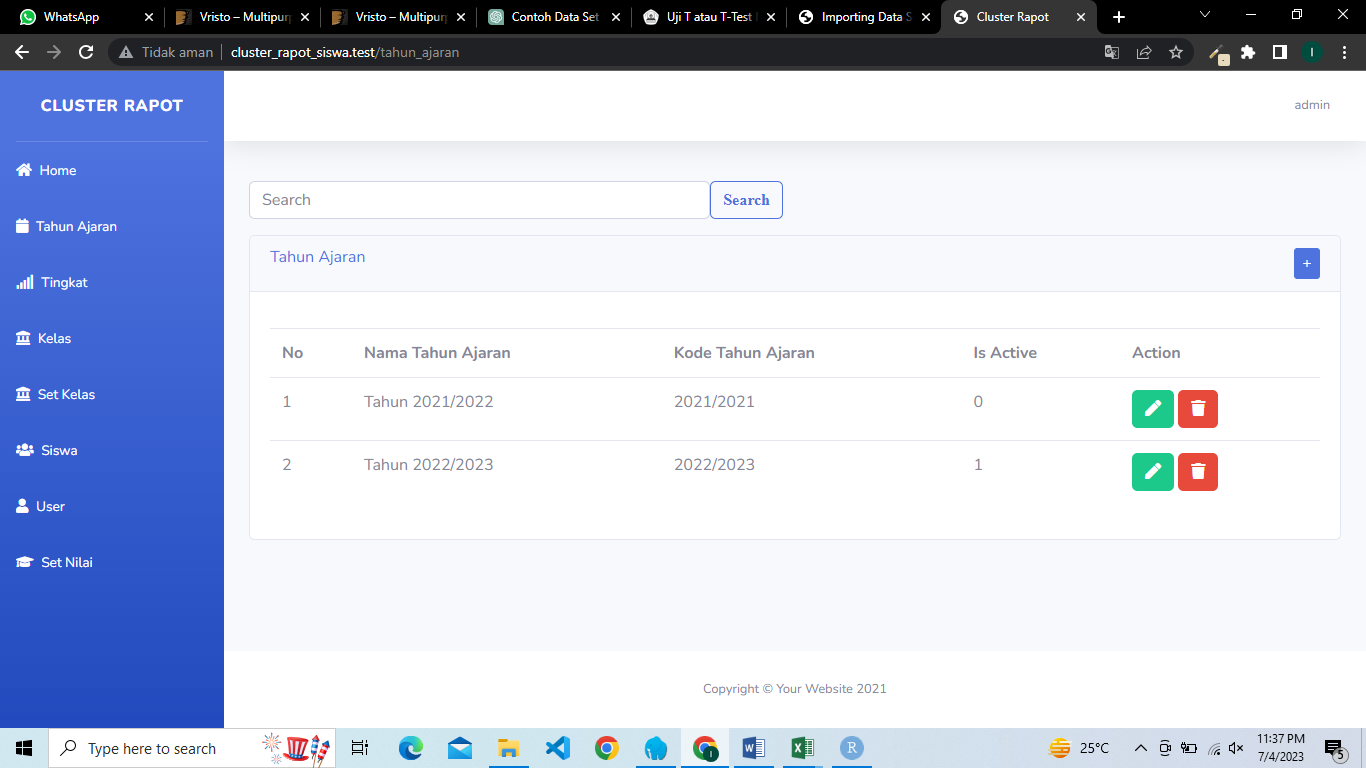 WhatsApp
Vristo – Multipur
Vristo – Multipur
Contoh Data Set
Uji T atau T-Test
Importing Data S
Cluster Rapot
Tidak aman
cluster_rapot_siswa.test/tahun_ajaran
I
CLUSTER RAPOT
admin
Home
Tahun Ajaran
Tingkat
Kelas
Set Kelas
Siswa
User
Set Nilai
Search Search
Tahun Ajaran +
No Nama Tahun Ajaran Kode Tahun Ajaran Is Active Action
1 Tahun 2021/2022 2021/2021 0
2 Tahun 2022/2023 2022/2023 1
Copyright © Your Website 2021
Type here to search
25°C
11:37 PM
7/4/2023
5